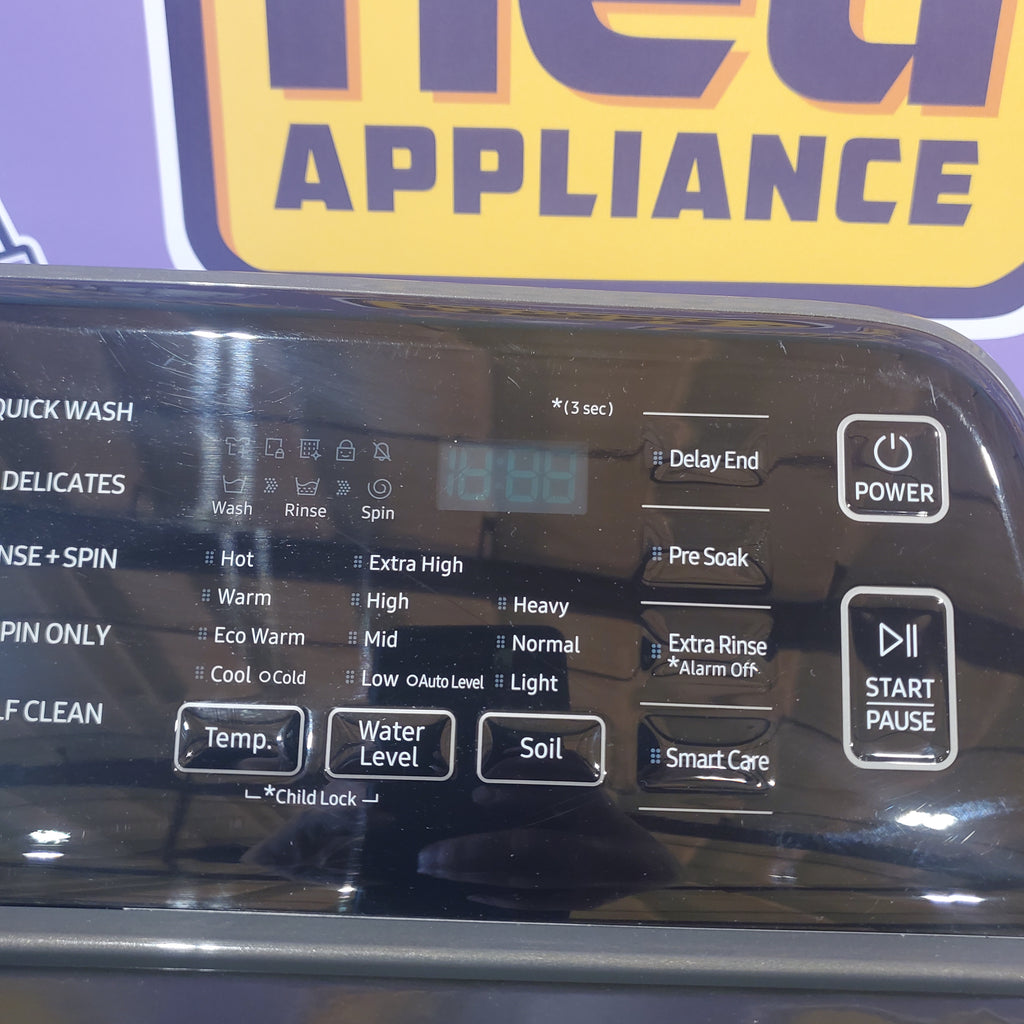 APPLIANCE
QUICK WASH
DELICATES
NSE + SPIN
PIN ONLY
LF CLEAN
Wash Rinse Spin
Hot
Warm
Eco Warm
Cool Cold
Extra High
High
Mid
Low Auto Level
Heavy
Normal
Light
Temp.
Water
Level
Soil
*Child Lock
*(3 sec)
Delay End
Pre Soak
Extra Rinse
*Alarm Off
Smart Care
POWER
START
PAUSE